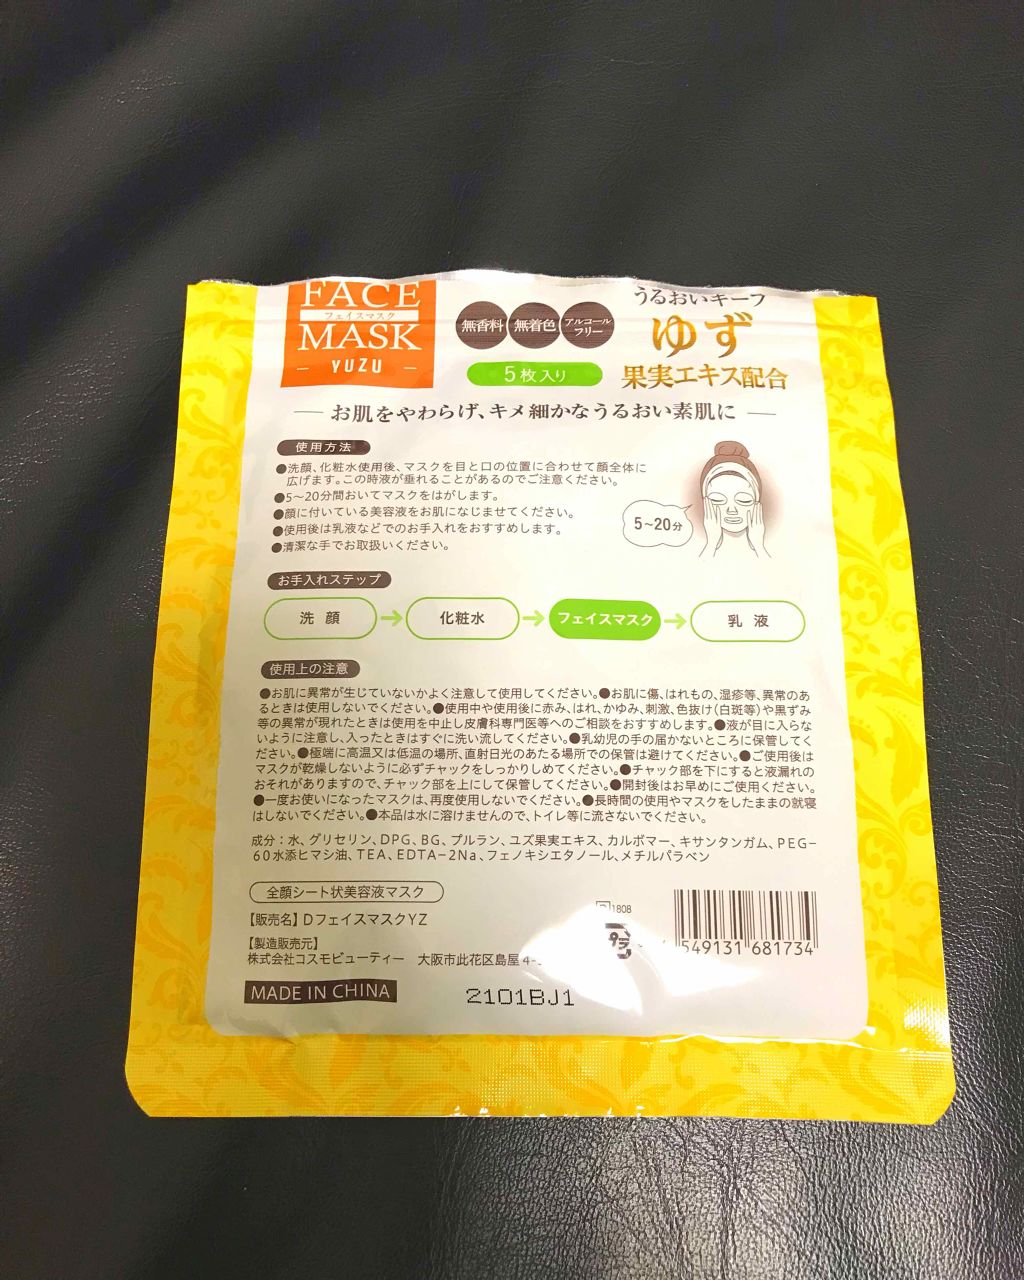 FACE
フェイスマスク
MASK
— YUZU —
無香料 無着色 アルコールフリー
5枚入り
うるおいキープ
ゆず
果実エキス配合
お肌をやわらげ、キメ細かなうるおい素肌に
使用方法
●洗顔、化粧水使用後、マスクを目と口の位置に合わせて顔全体に
広げます。この時液が垂れることがあるのでご注意ください。
●5〜20分間おいてマスクをはがします。
●顔に付いている美容液をお肌になじませてください。
●使用後は乳液などでのお手入れをおすすめします。
●清潔な手でお取扱いください。
5〜20分
お手入れステップ
洗顔 → 化粧水 → フェイスマスク → 乳液
使用上の注意
●お肌に異常が生じていないかよく注意して使用してください。●お肌に傷、はれもの、湿疹等、異常のあ
るときは使用しないでください。●使用中や使用後に赤み、はれ、かゆみ、刺激、色抜け(白斑等)や黒ずみ
等の異常が現れたときは使用を中止し皮膚科専門医等へのご相談をおすすめします。●液が目に入らな
いように注意し、入ったときはすぐに洗い流してください。●乳幼児の手の届かないところに保管してく
ださい。●極端に高温又は低温の場所、直射日光のあたる場所での保管は避けてください。●ご使用後は
マスクが乾燥しないように必ずチャックをしっかりしめてください。●チャック部を下にすると液漏れの
おそれがありますので、チャック部を上にして保管してください。●開封後はお早めにご使用ください。
●一度お使いになったマスクは、再度使用しないでください。●長時間の使用やマスクをしたままの就寝
はしないでください。●本品は水に溶けませんので、トイレ等に流さないでください。
成分：水、グリセリン、DPG、BG、プルラン、ユズ果実エキス、カルボマー、キサンタンガム、PEG−
60水添ヒマシ油、TEA、EDTA−2Na、フェノキシエタノール、メチルパラベン
全顔シート状美容液マスク
【販売名】DフェイスマスクYZ
【製造販売元】
株式会社コスモビューティー 大阪市此花区島屋4-
MADE IN CHINA
2101BJ1
1808
プラ
549131 681734